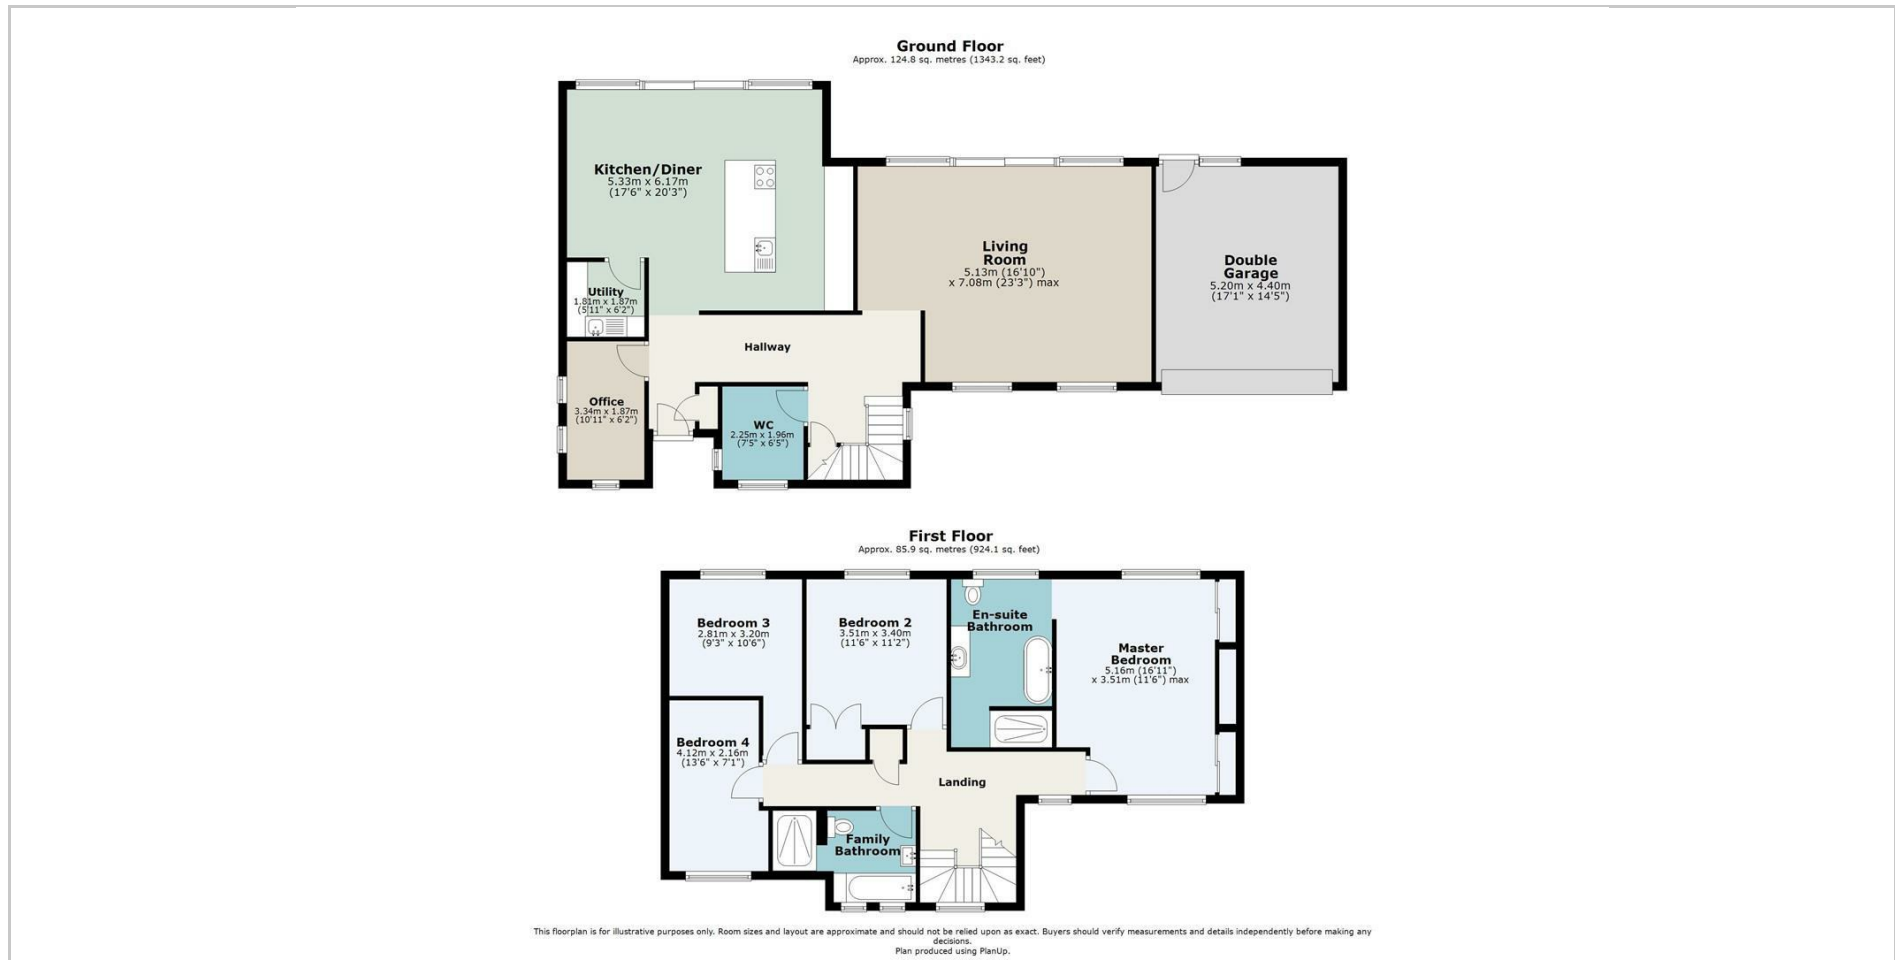 Ground Floor
Approx. 124.8 sq. metres (1343.2 sq. feet)
Kitchen/Diner
5.33m x 6.17m
(17'6" x 20'3")
Living
Room
5.13m (16'10")
x 7.08m (23'3") max
Double
Garage
5.20m x 4.40m
(17'1" x 14'5")
Utility
1.81m x 1.87m
(5'11" x 6'2")
Hallway
Office
3.34m x 1.87m
(10'11" x 6'2")
WC
2.25m x 1.96m
(7'5" x 6'5")
First Floor
Approx. 85.9 sq. metres (924.1 sq. feet)
Bedroom 3
2.81m x 3.20m
(9'3" x 10'6")
Bedroom 2
3.51m x 3.40m
(11'6" x 11'2")
En-suite
Bathroom
Master
Bedroom
5.16m (16'11")
x 3.51m (11'6") max
Bedroom 4
4.12m x 2.16m
(13'6" x 7'1")
Landing
Family
Bathroom
This floorplan is for illustrative purposes only. Room sizes and layout are approximate and should not be relied upon as exact. Buyers should verify measurements and details independently before making any
decisions.
Plan produced using PlanUp.